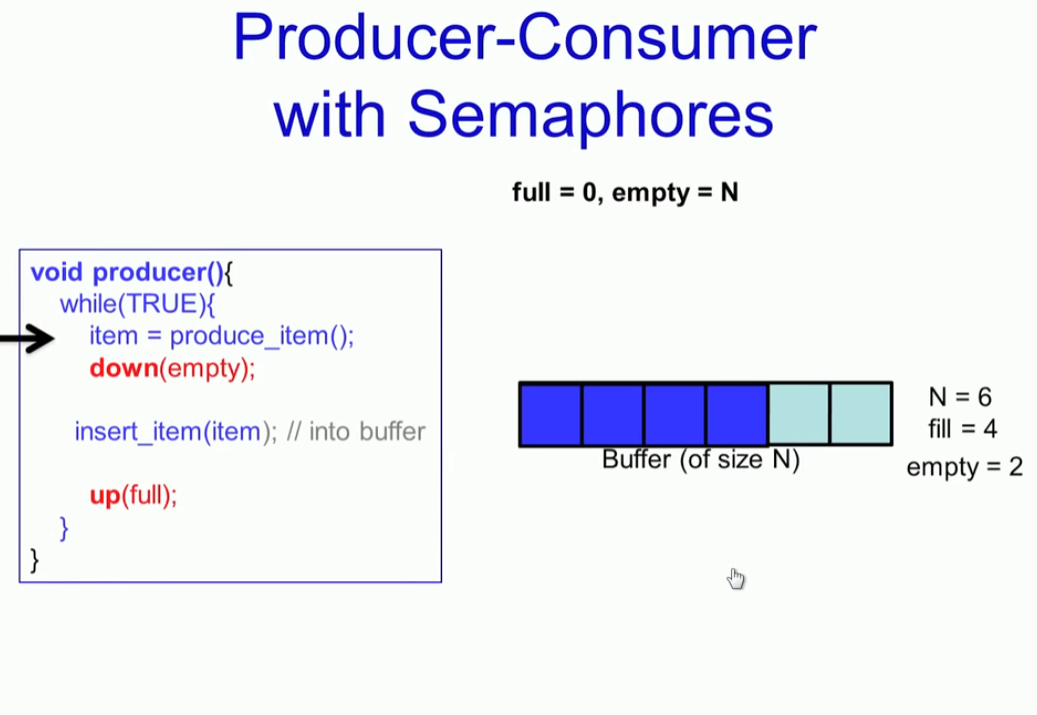 Producer-Consumer
with Semaphores
full = 0, empty = N
void producer(){
while(TRUE){
item = produce_item();
down(empty);
insert_item(item); // into buffer
up(full);
}
}
Buffer (of size N)
N = 6
fill = 4
empty = 2